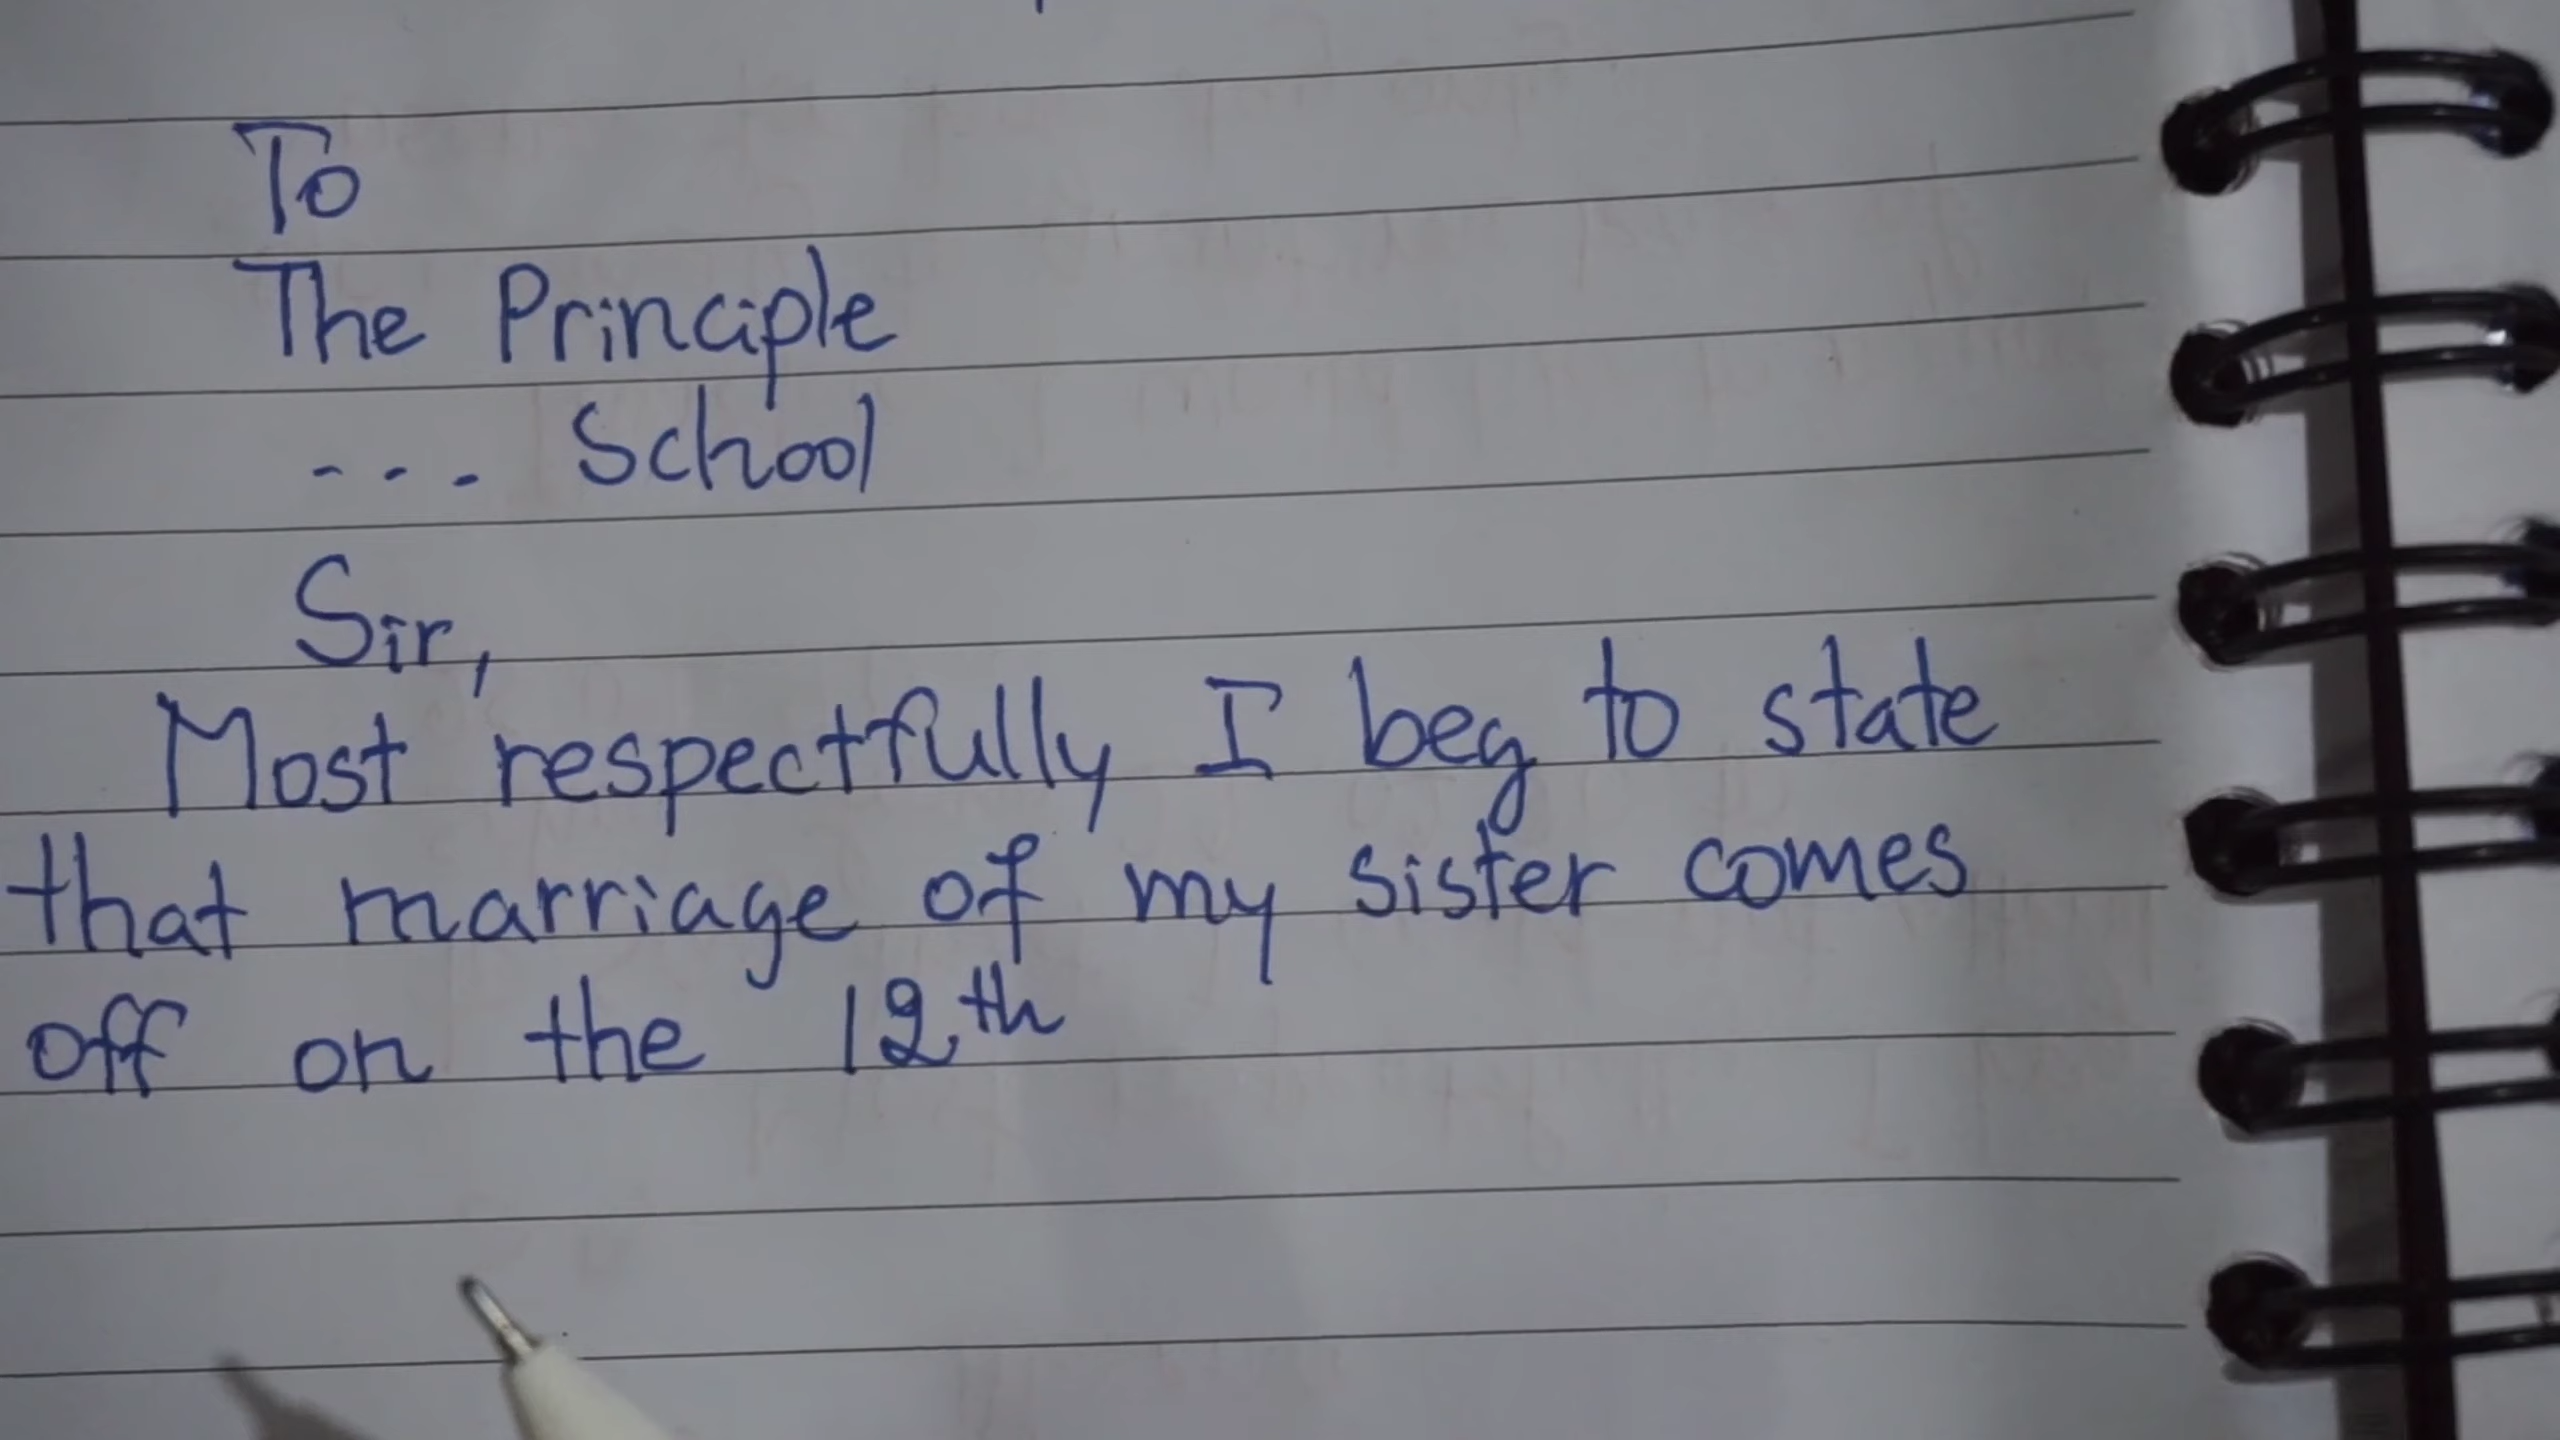 To
The Principle
... School
Sir,
Most respectfully I beg to state
that marriage of my sister comes
off on the 12th